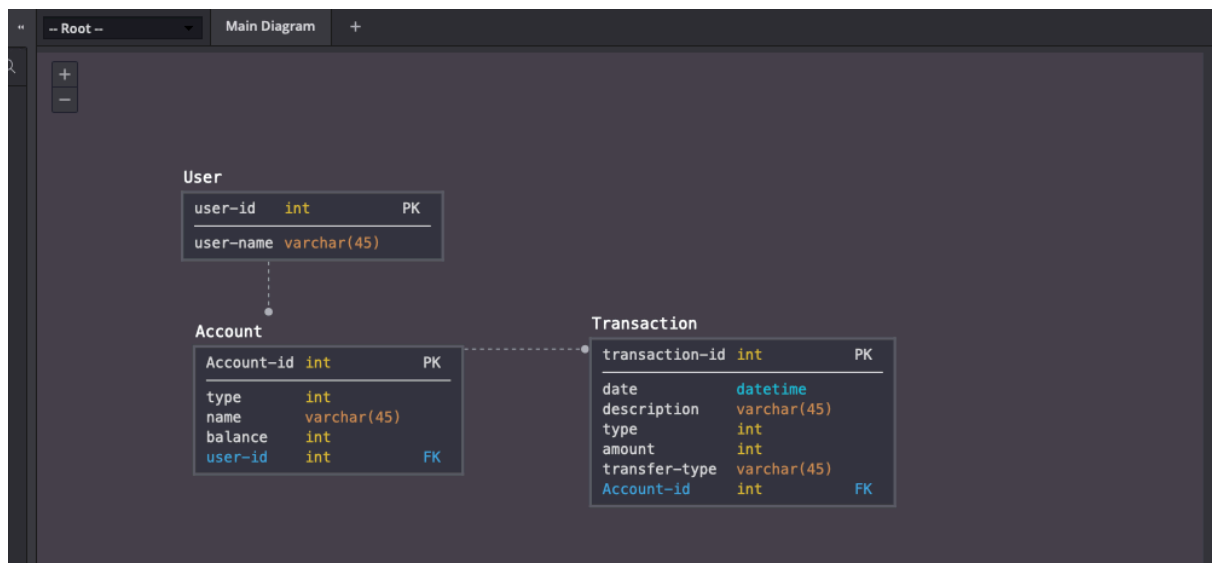 -- Root --
Main Diagram
+
+
−
User
user-id int PK
user-name varchar(45)
Account
Account-id int PK
type int
name varchar(45)
balance int
user-id int FK
Transaction
transaction-id int PK
date datetime
description varchar(45)
type int
amount int
transfer-type varchar(45)
Account-id int FK